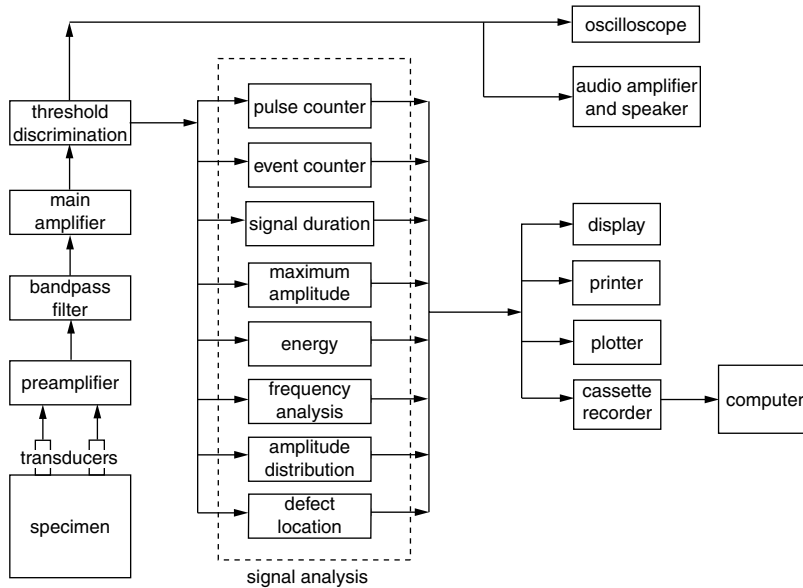 oscilloscope
audio amplifier
and speaker
threshold
discrimination
main
amplifier
bandpass
filter
preamplifier
transducers
specimen
pulse counter
event counter
signal duration
maximum
amplitude
energy
frequency
analysis
amplitude
distribution
defect
location
signal analysis
display
printer
plotter
cassette
recorder
computer